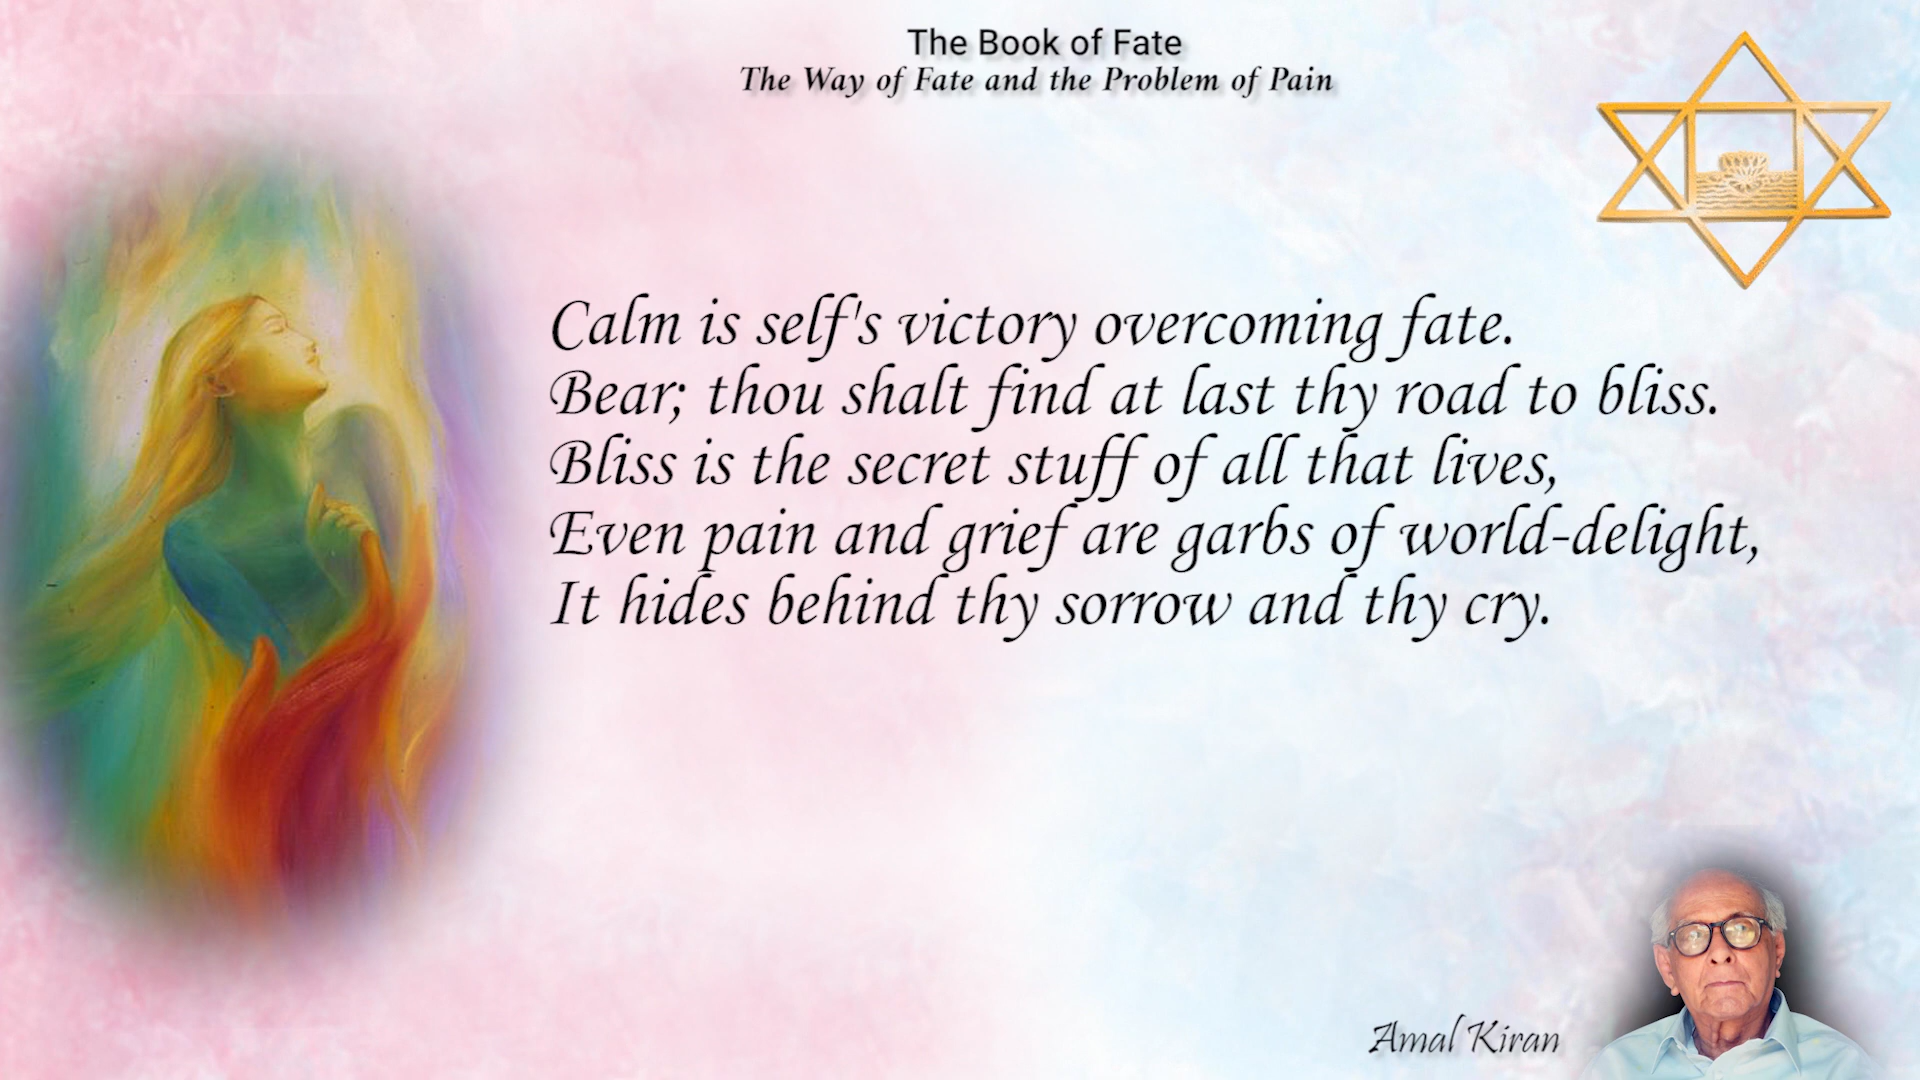 The Book of Fate
The Way of Fate and the Problem of Pain
Calm is self's victory overcoming fate.
Bear; thou shalt find at last thy road to bliss.
Bliss is the secret stuff of all that lives,
Even pain and grief are garbs of world-delight,
It hides behind thy sorrow and thy cry.
Amal Kiran